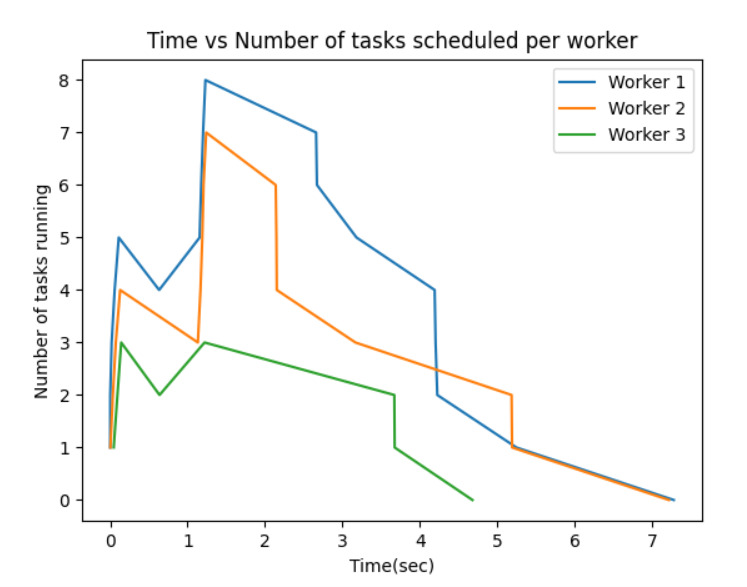 Time vs Number of tasks scheduled per worker
Worker 1
Worker 2
Worker 3
Number of tasks running
8
7
6
5
4
3
2
1
0
0 1 2 3 4 5 6 7
Time(sec)